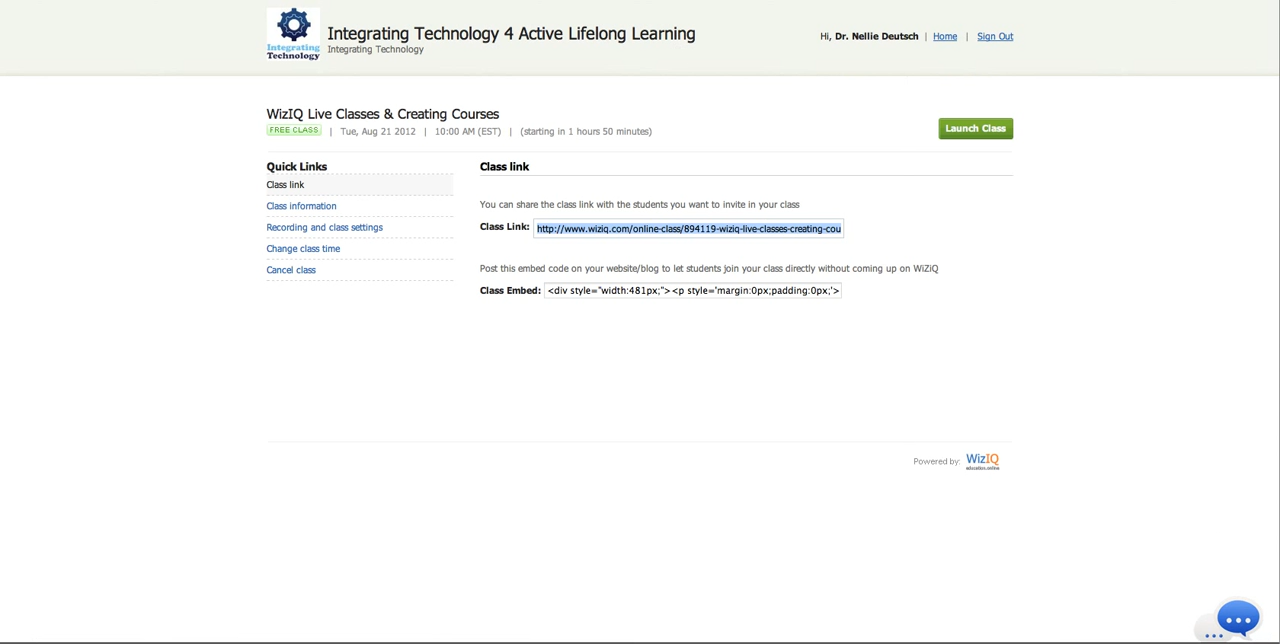 Integrating Technology 4 Active Lifelong Learning
Integrating Technology
Integrating
Technology
Hi, Dr. Nellie Deutsch | Home | Sign Out
WizIQ Live Classes & Creating Courses
FREE CLASS | Tue, Aug 21 2012 | 10:00 AM (EST) | (starting in 1 hours 50 minutes)
Launch Class
Quick Links
Class link
Class information
Recording and class settings
Change class time
Cancel class
Class link
You can share the class link with the students you want to invite in your class
Class Link: http://www.wiziq.com/online-class/894119-wiziq-live-classes-creating-cou
Post this embed code on your website/blog to let students join your class directly without coming up on WiZiQ
Class Embed: <div style="width:481px;"><p style='margin:0px;padding:0px;'>
Powered by: WizIQ
education.online